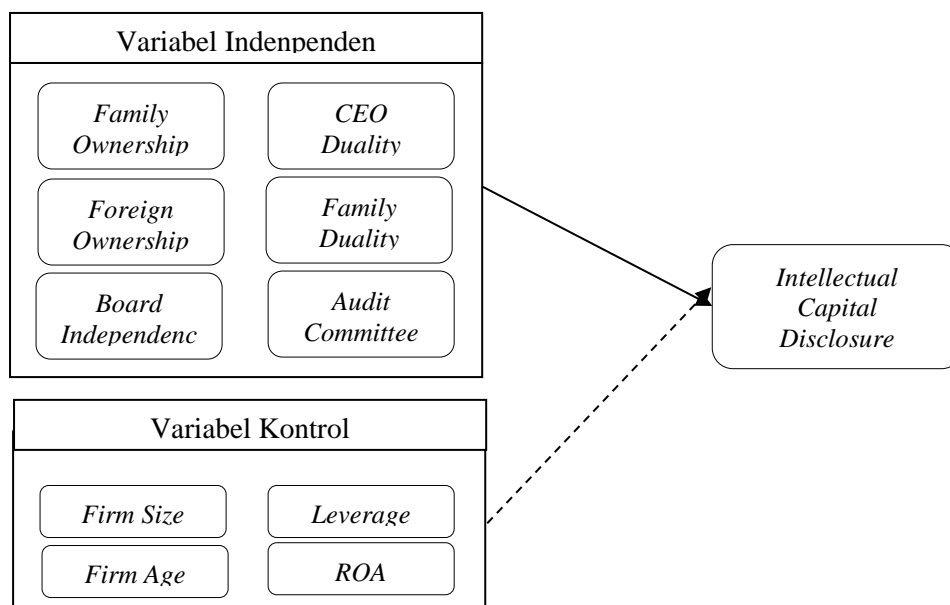 Variabel Indenpenden
Family
Ownership
CEO
Duality
Foreign
Ownership
Family
Duality
Board
Independenc
Audit
Committee
Intellectual
Capital
Disclosure
Variabel Kontrol
Firm Size
Leverage
Firm Age
ROA